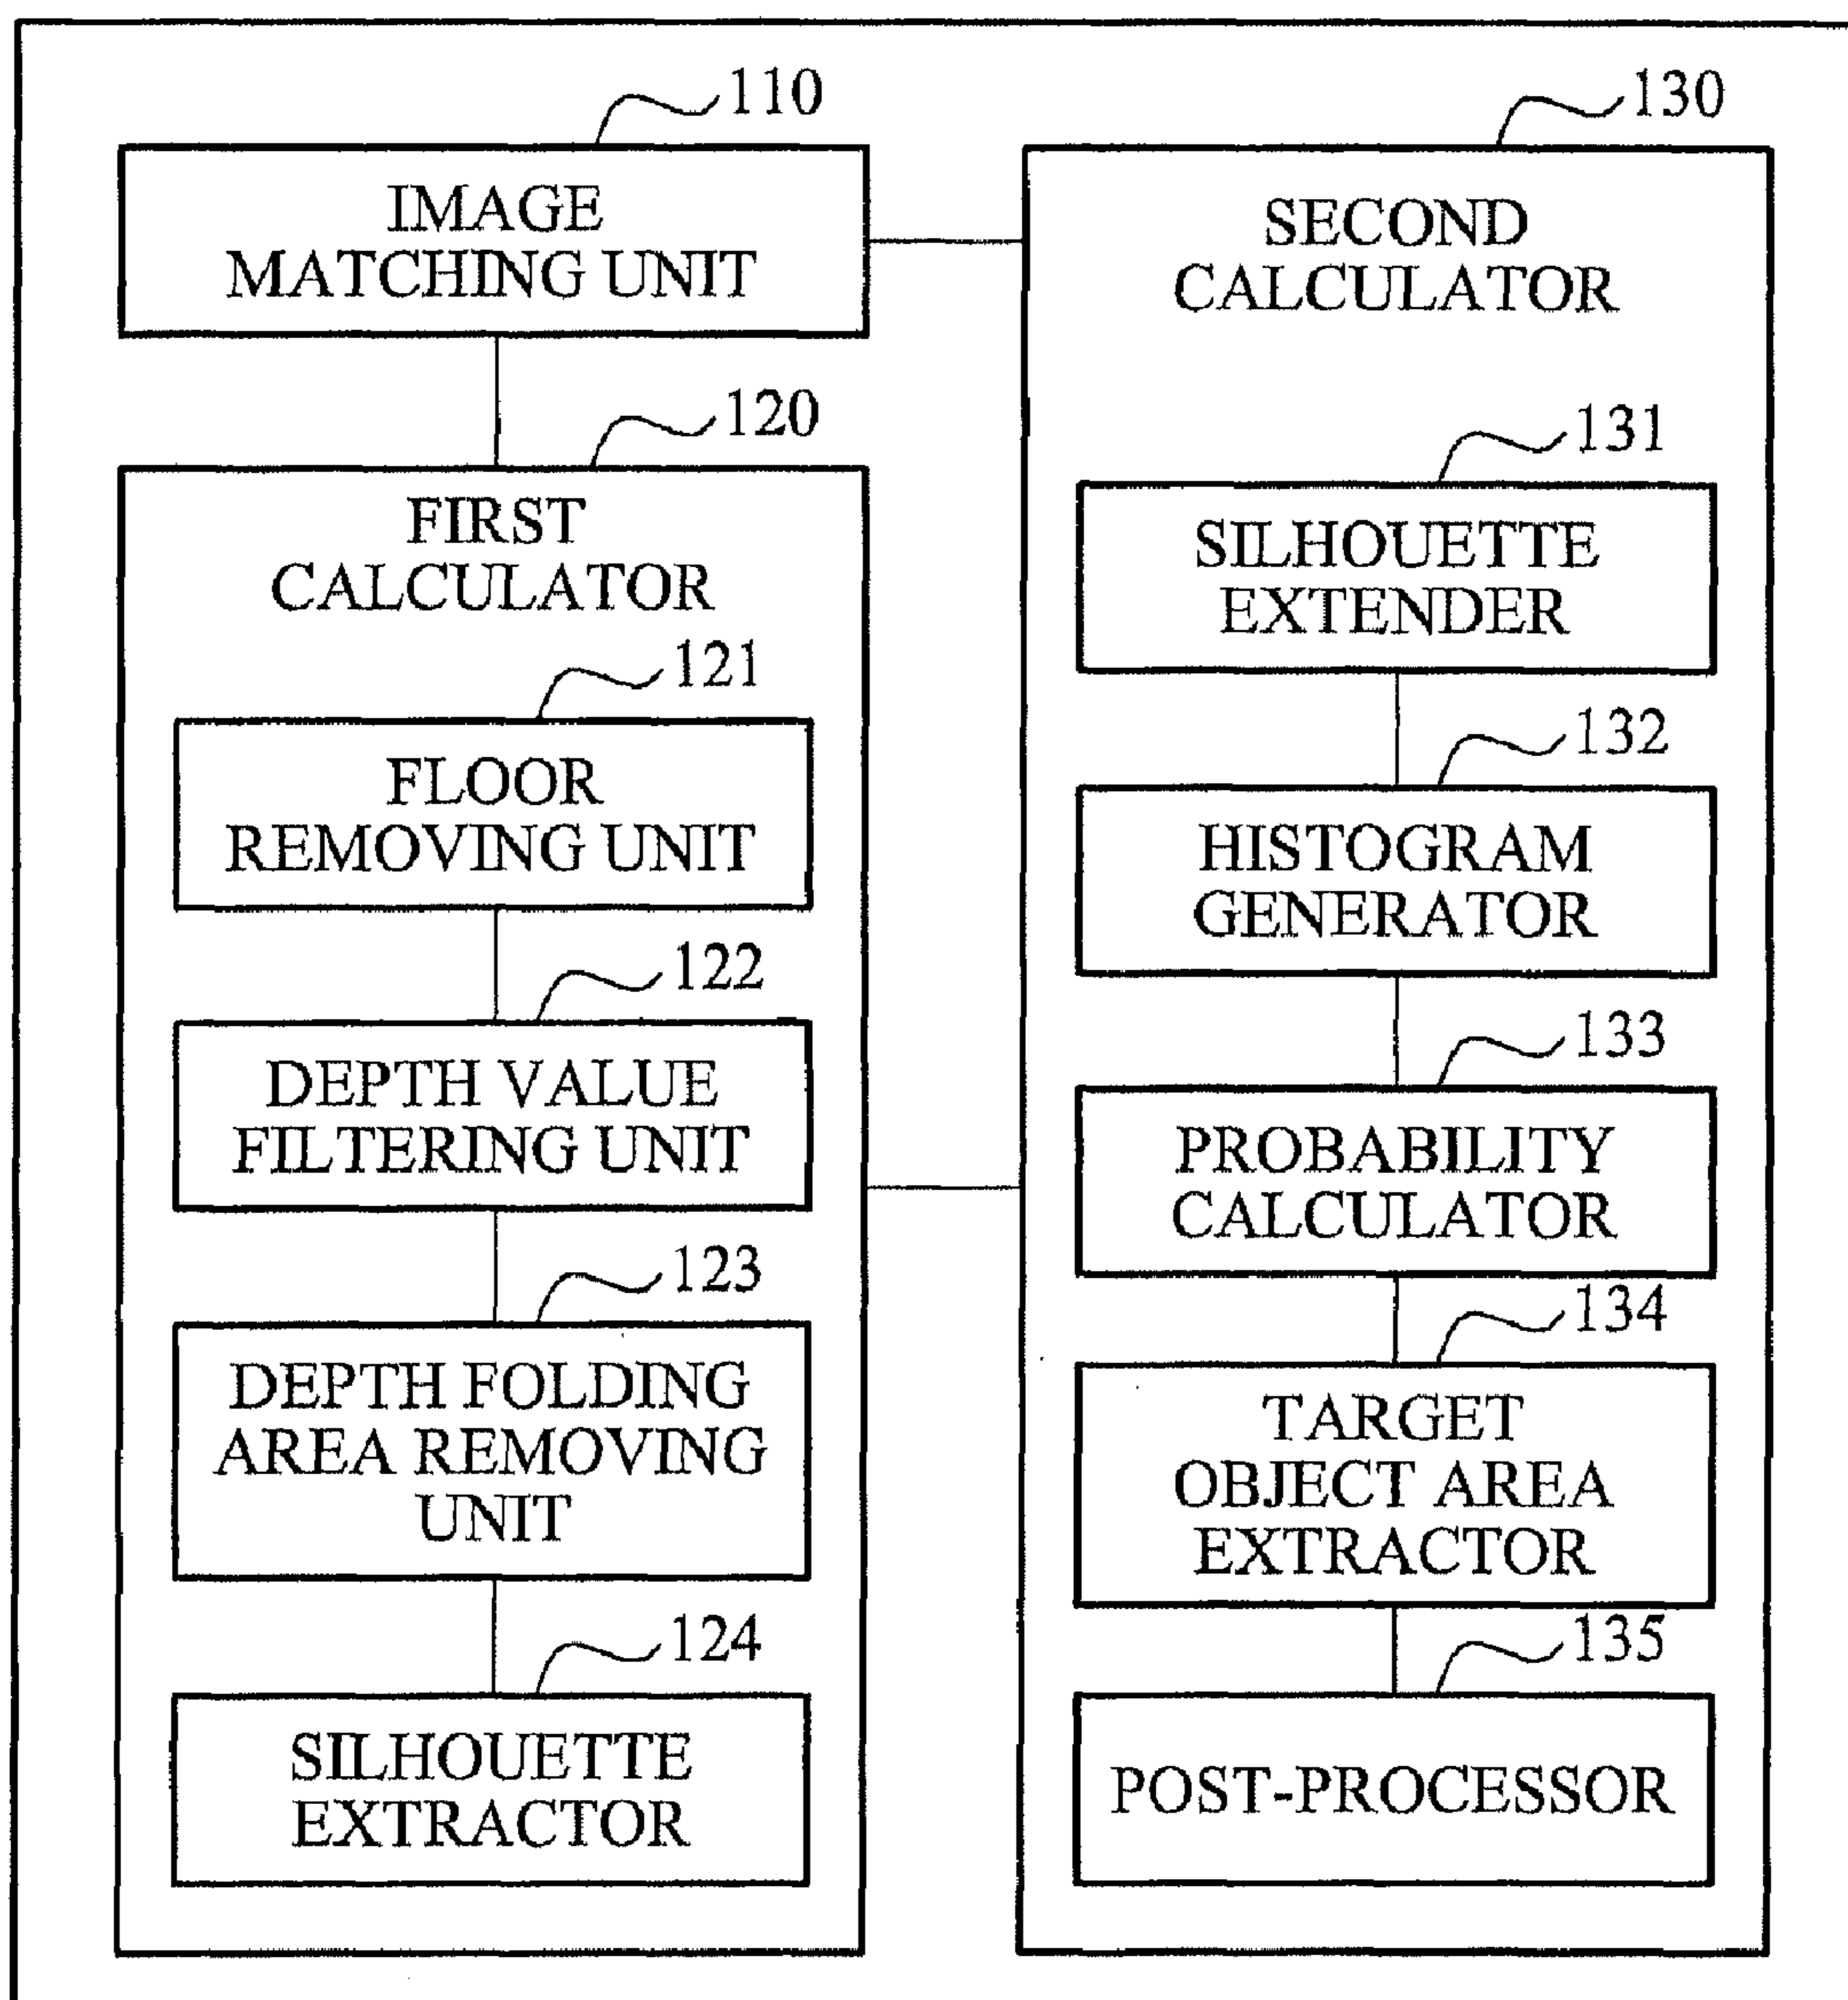 110
IMAGE
MATCHING UNIT
120
FIRST
CALCULATOR
121
FLOOR
REMOVING UNIT
122
DEPTH VALUE
FILTERING UNIT
123
DEPTH FOLDING
AREA REMOVING
UNIT
124
SILHOUETTE
EXTRACTOR
130
SECOND
CALCULATOR
131
SILHOUETTE
EXTENDER
132
HISTOGRAM
GENERATOR
133
PROBABILITY
CALCULATOR
134
TARGET
OBJECT AREA
EXTRACTOR
135
POST-PROCESSOR